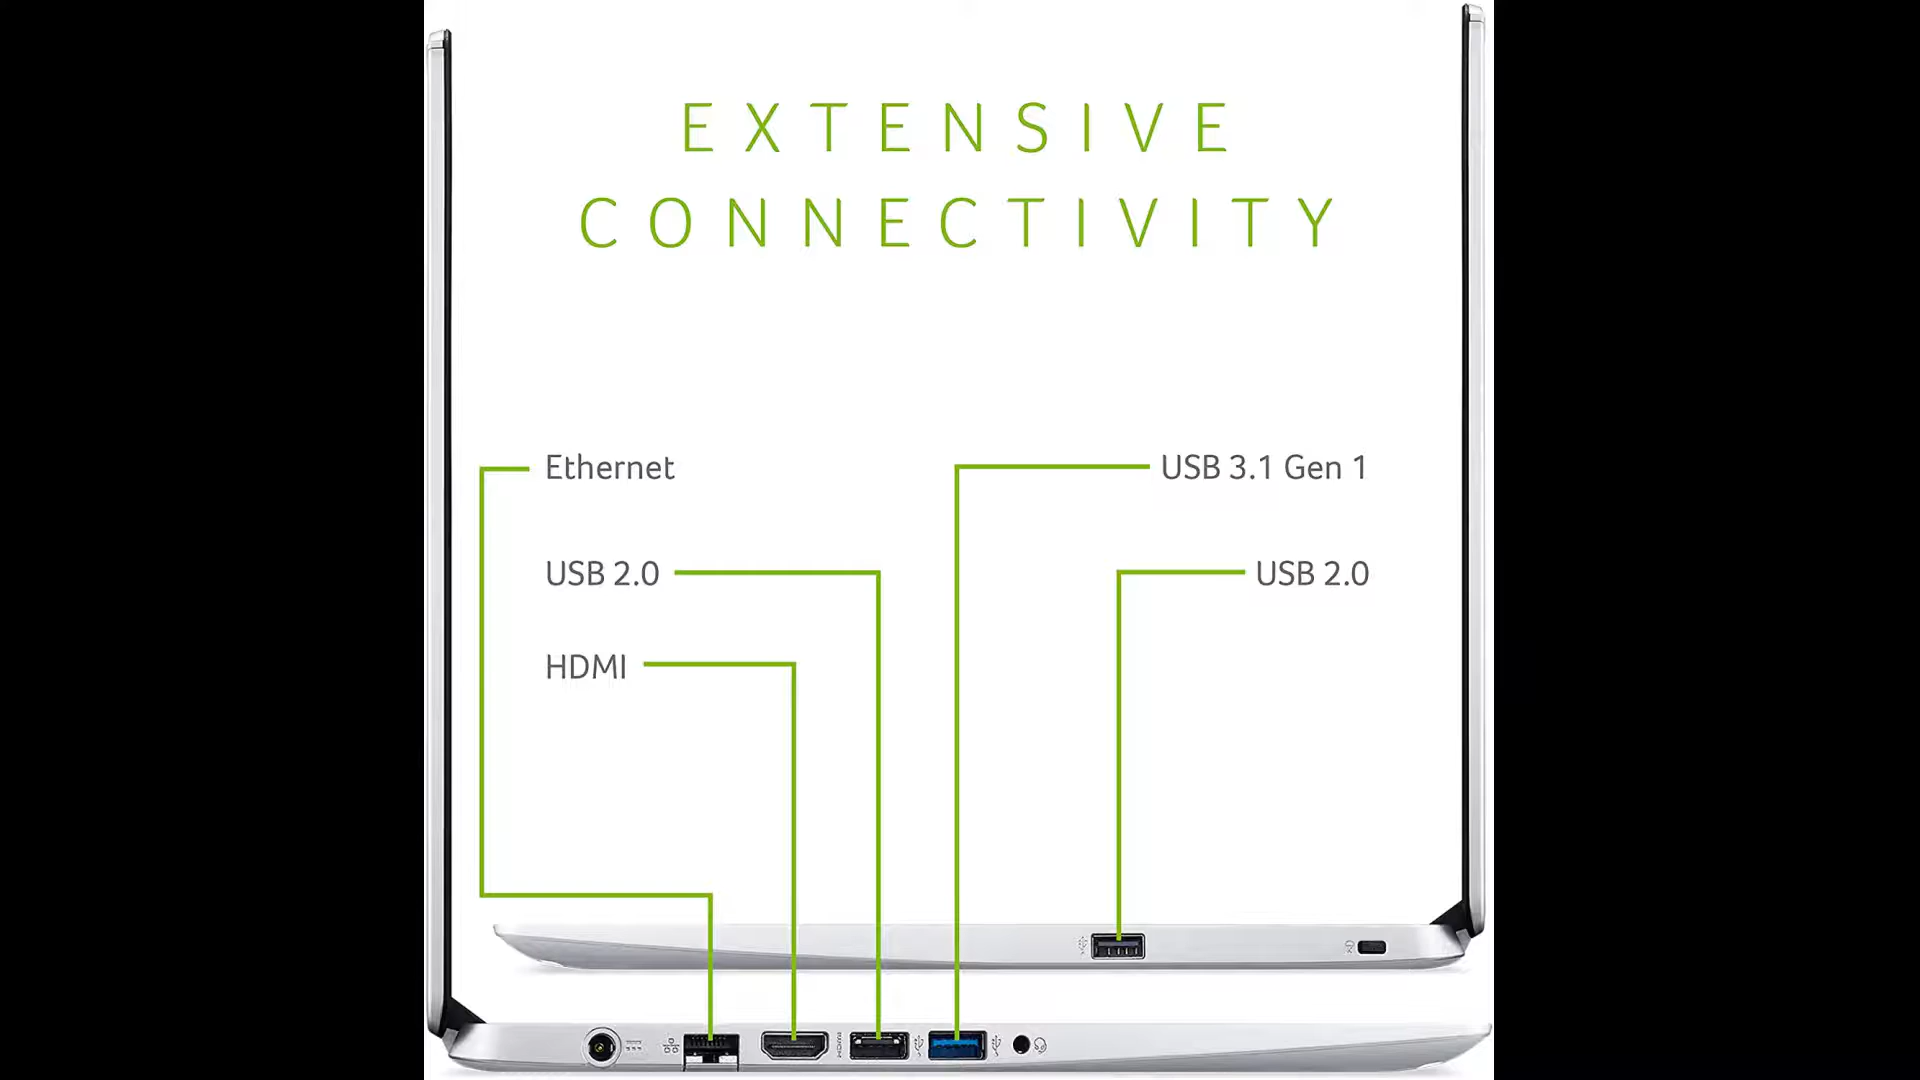 EXTENSIVE
CONNECTIVITY
Ethernet
USB 3.1 Gen 1
USB 2.0
USB 2.0
HDMI